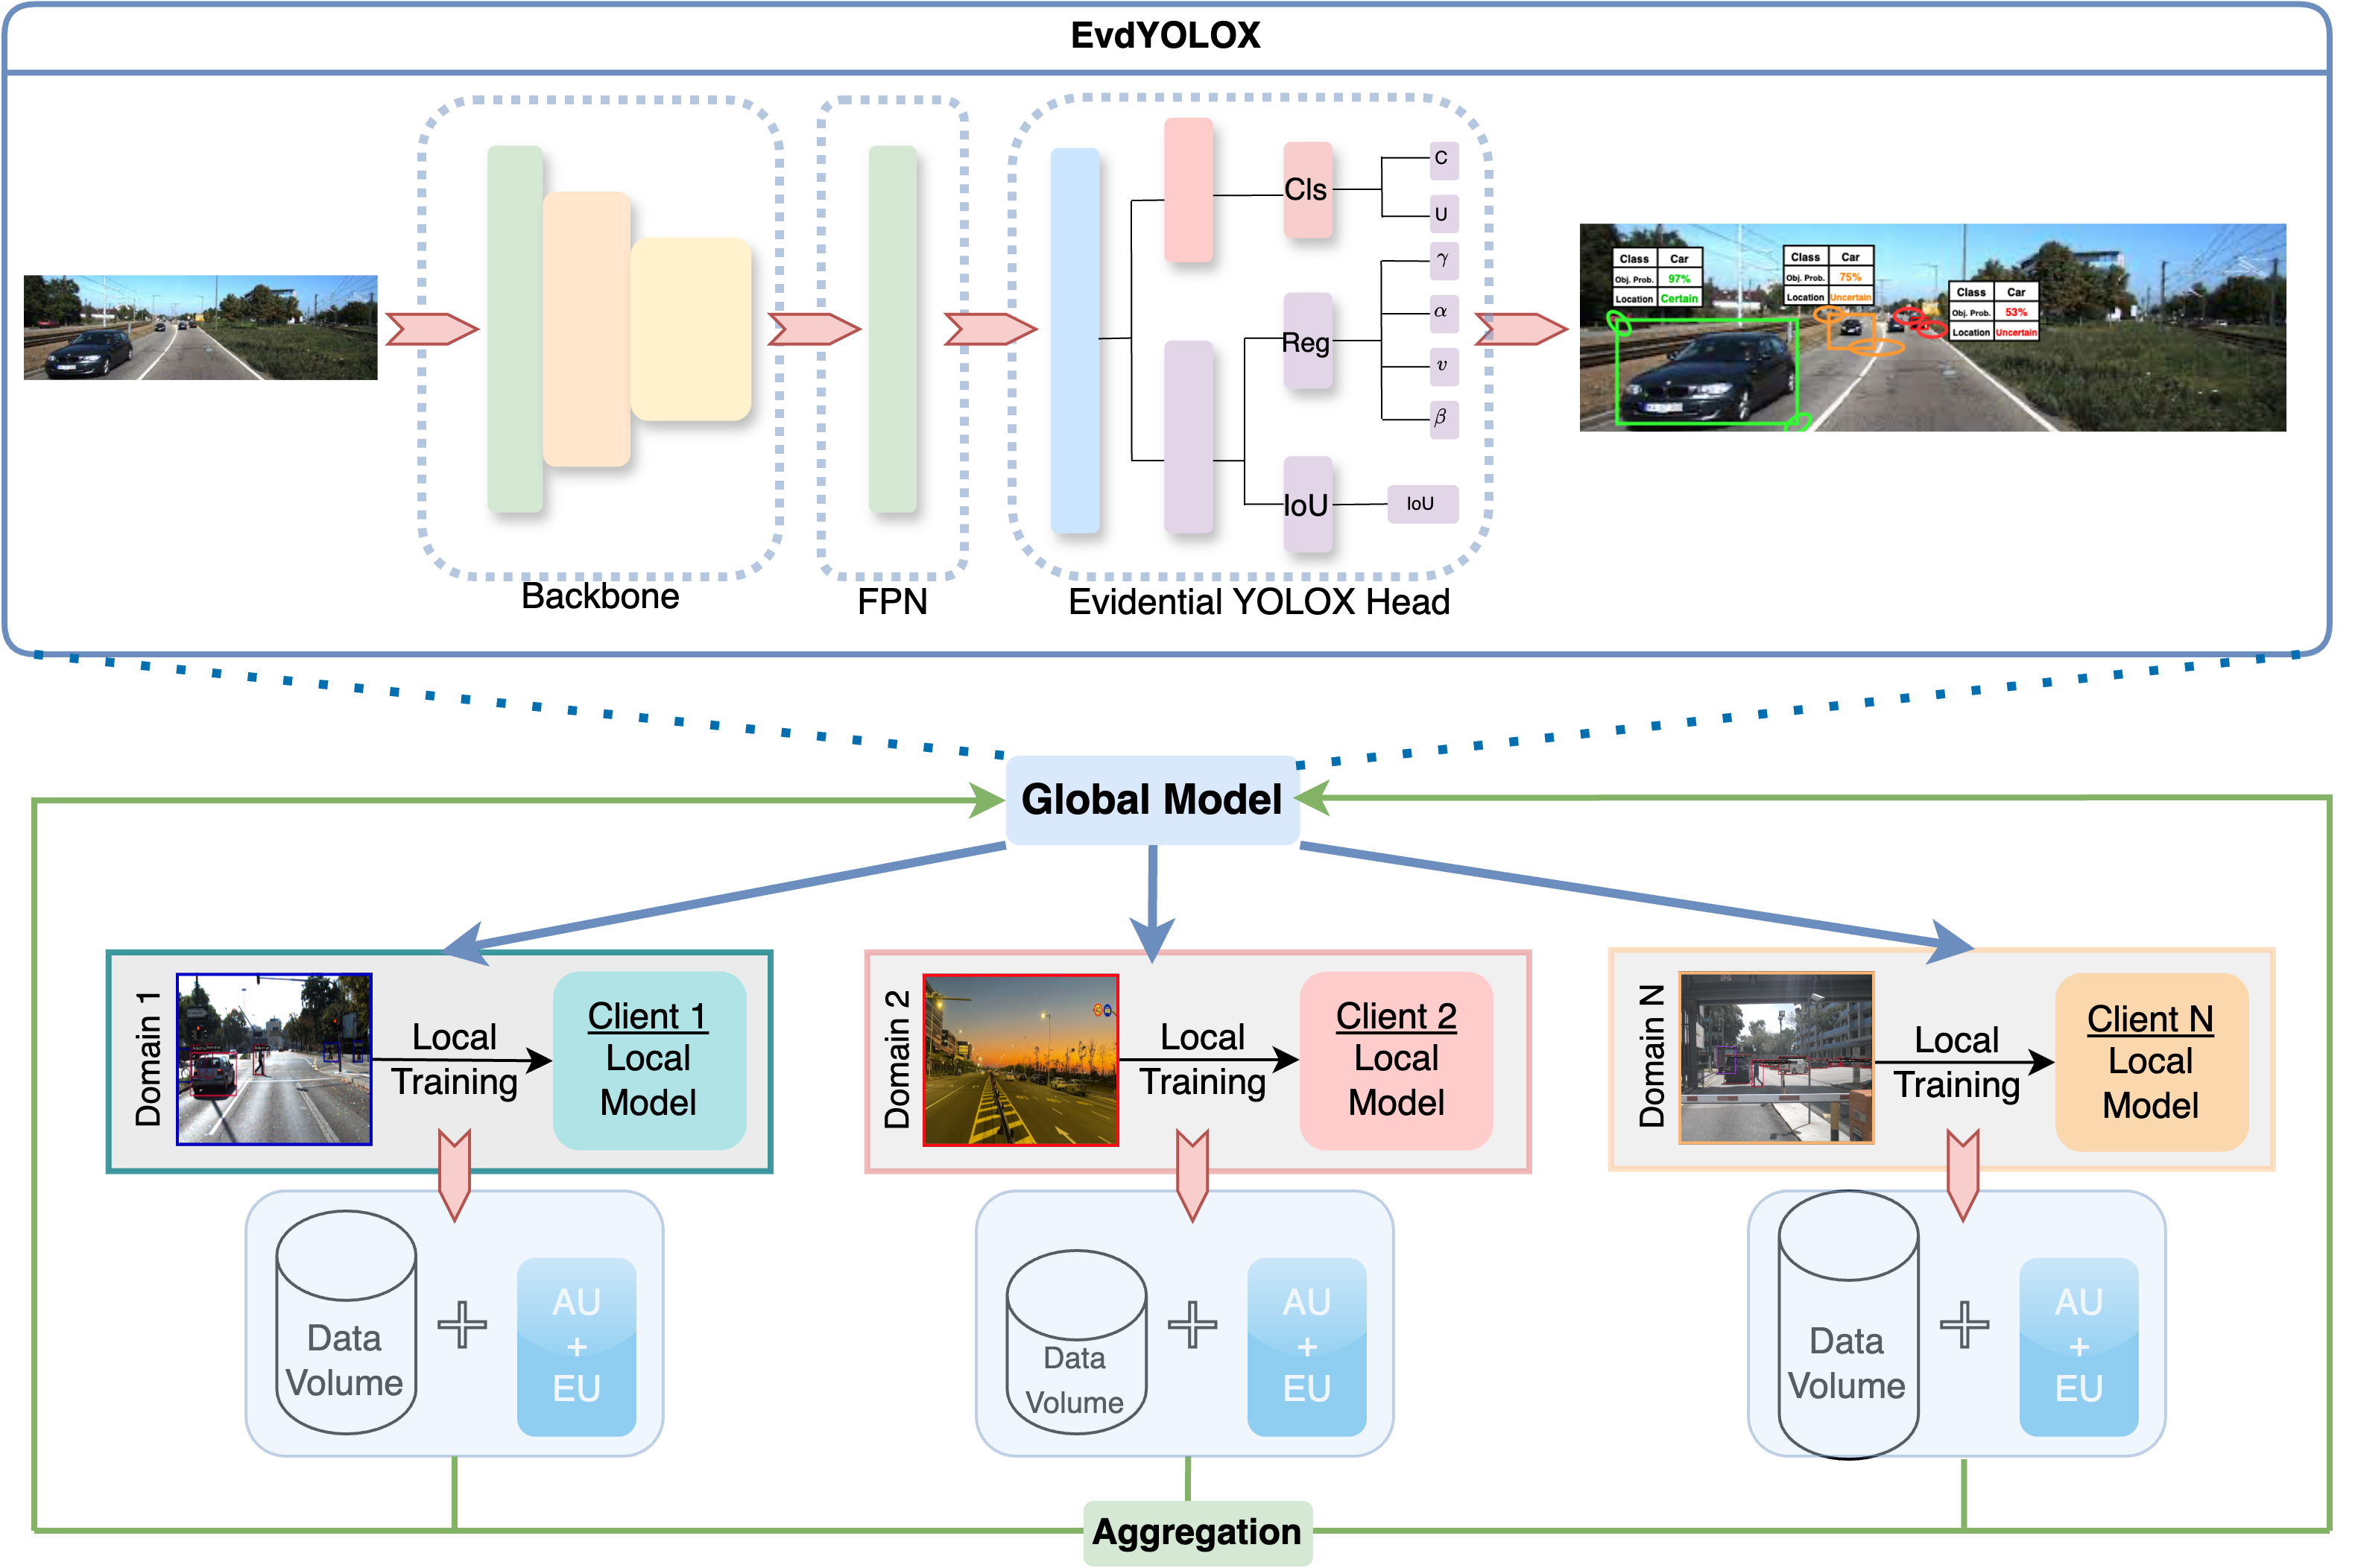 EvdYOLOX
Class Car
Obj. Prob. 97%
Location Certain
Class Car
Obj. Prob. 75%
Location Uncertain
Class Car
Obj. Prob. 53%
Location Uncertain
Cls
C
U
Reg
γ
α
υ
β
IoU
IoU
Backbone
FPN
Evidential YOLOX Head
Global Model
Domain 1
Local
Training
Client 1
Local
Model
Domain 2
Local
Training
Client 2
Local
Model
Domain N
Local
Training
Client N
Local
Model
Data
Volume
+
AU
+
EU
Data
Volume
+
AU
+
EU
Data
Volume
+
AU
+
EU
Aggregation